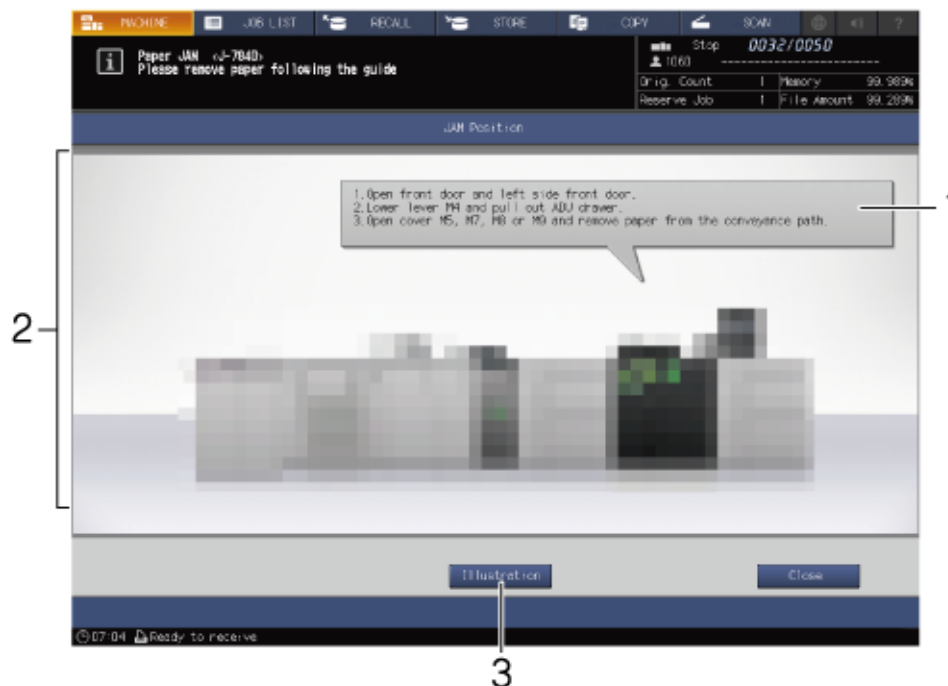 MACHINE JOB LIST RECALL STORE COPY SCAN ?
Paper JAM <J-7840>
Please remove paper following the guide
Stop 0032/0050
1060 --------------------
Orig. Count 1 Memory 99.989%
Reserve Job 1 File Amount 99.289%
JAM Position
1.Open front door and left side front door.
2.Lower lever M4 and pull out ADU drawer.
3.Open cover M5, M7, M8 or M9 and remove paper from the conveyance path.
1
2
Illustration Close
07:04 Ready to receive
3